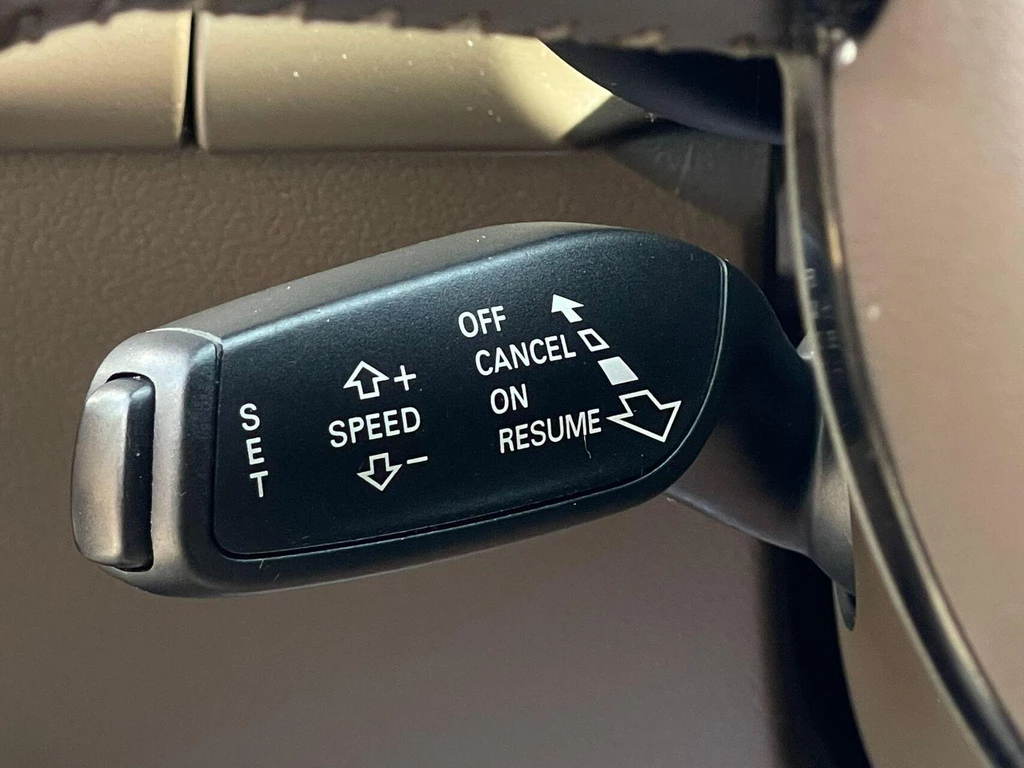 SET
+
SPEED
-
OFF
CANCEL
ON
RESUME